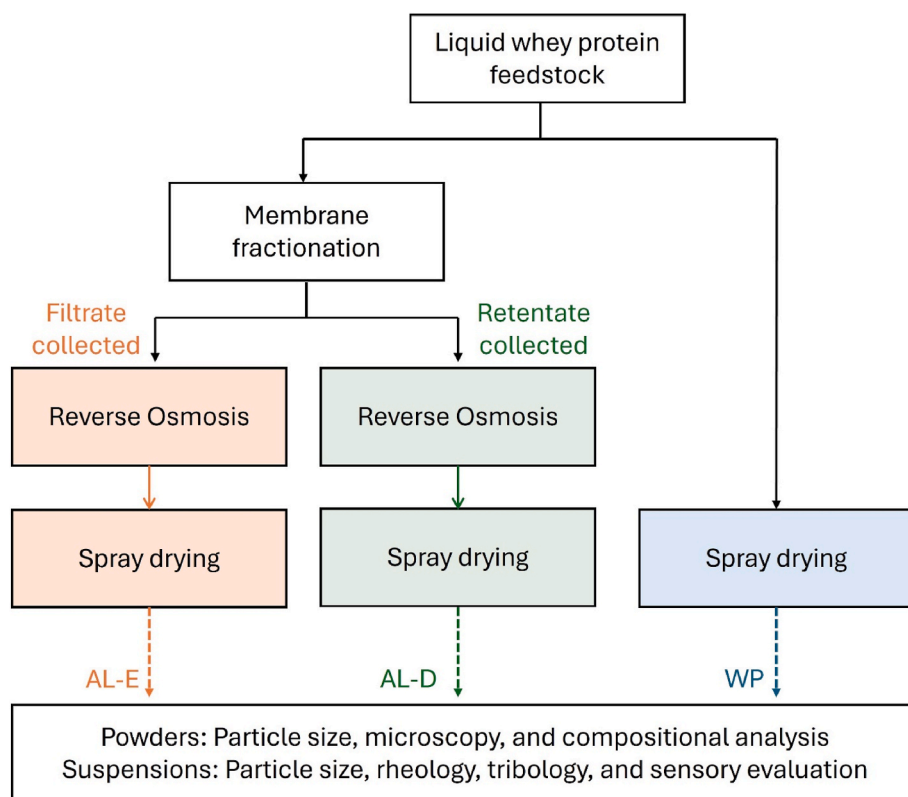 Liquid whey protein
feedstock
Membrane
fractionation
Filtrate
collected
Retentate
collected
Reverse Osmosis
Reverse Osmosis
Spray drying
Spray drying
Spray drying
AL-E
AL-D
WP
Powders: Particle size, microscopy, and compositional analysis
Suspensions: Particle size, rheology, tribology, and sensory evaluation